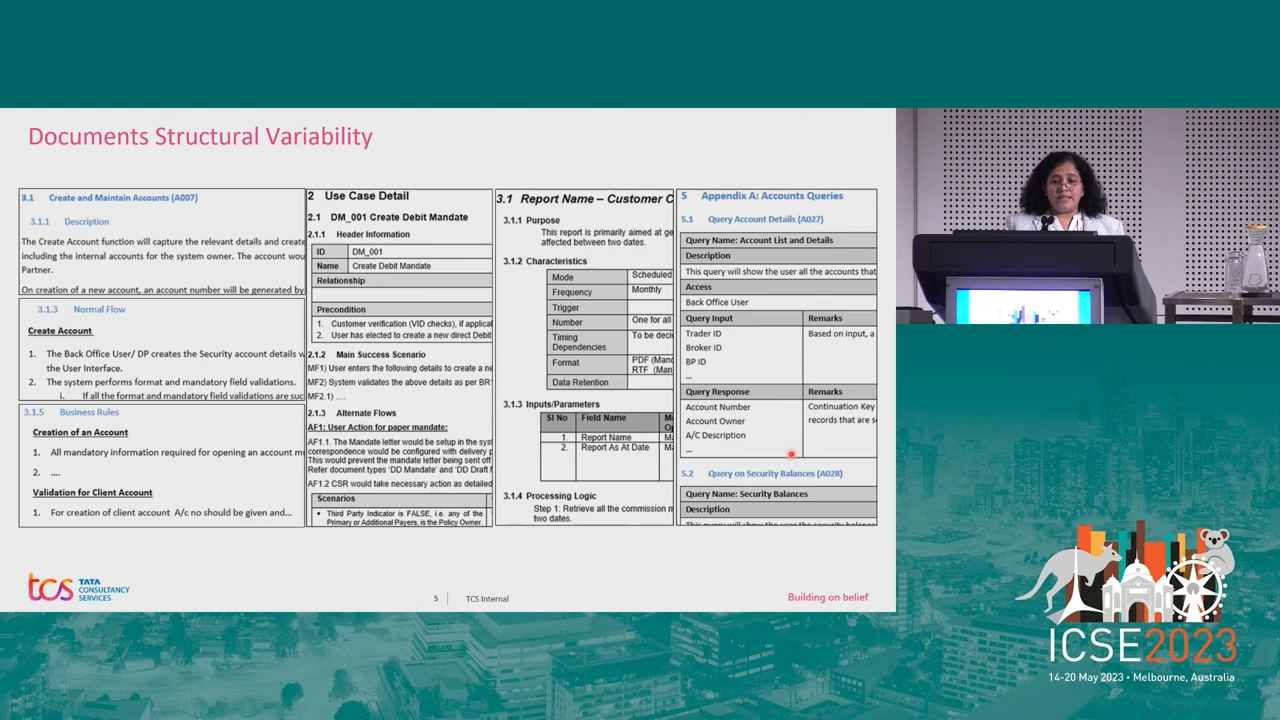 Documents Structural Variability
3.1 Create and Maintain Accounts (A007)
3.1.1 Description
The Create Account function will capture the relevant details and create
including the internal accounts for the system owner. The account wou
Partner.
On creation of a new account, an account number will be generated by
3.1.3 Normal Flow
Create Account
1. The Back Office User/ DP creates the Security account details w
the User Interface.
2. The system performs format and mandatory field validations.
i. If all the format and mandatory field validations are suc
3.1.5 Business Rules
Creation of an Account
1. All mandatory information required for opening an account m
2. ....
Validation for Client Account
1. For creation of client account A/c no should be given and...
2 Use Case Detail
2.1 DM_001 Create Debit Mandate
2.1.1 Header Information
ID DM_001
Name Create Debit Mandate
Relationship
Precondition
1. Customer verification (VID checks), if applical
2. User has elected to create a new direct Debit
2.1.2 Main Success Scenario
MF1) User enters the following details to create a ne
MF2) System validates the above details as per BR
MF2.1) ....
2.1.3 Alternate Flows
AF1: User Action for paper mandate:
AF1.1. The Mandate letter would be setup in the syst
correspondence would be configured with delivery p
This would prevent the mandate letter being sent off
Refer document types 'DD Mandate' and 'DD Draft M
AF1.2 CSR would take necessary action as detailed
Scenarios
• Third Party Indicator is FALSE, i.e. any of the
Primary or Additional Payers, is the Policy Owner.
3.1 Report Name – Customer C
3.1.1 Purpose
This report is primarily aimed at ge
affected between two dates.
3.1.2 Characteristics
Mode Scheduled
Frequency Monthly
Trigger
Number One for all
Timing To be deci
Dependencies
Format PDF (Mand
RTF (Man
Data Retention
3.1.3 Inputs/Parameters
Sl No Field Name Ma
Op
1. Report Name Ma
2. Report As At Date Ma
3.1.4 Processing Logic
Step 1: Retrieve all the commission m
two dates.
5 Appendix A: Accounts Queries
5.1 Query Account Details (A027)
Query Name: Account List and Details
Description
This query will show the user all the accounts that
Access
Back Office User
Query Input Remarks
Trader ID Based on input, a
Broker ID
BP ID
...
Query Response Remarks
Account Number Continuation Key
Account Owner records that are se
A/C Description
...
5.2 Query on Security Balances (A028)
Query Name: Security Balances
Description
This query will show the user the security balance
tcs TATA
CONSULTANCY
SERVICES
5 TCS Internal
Building on belief
ICSE2023
14-20 May 2023 • Melbourne, Australia